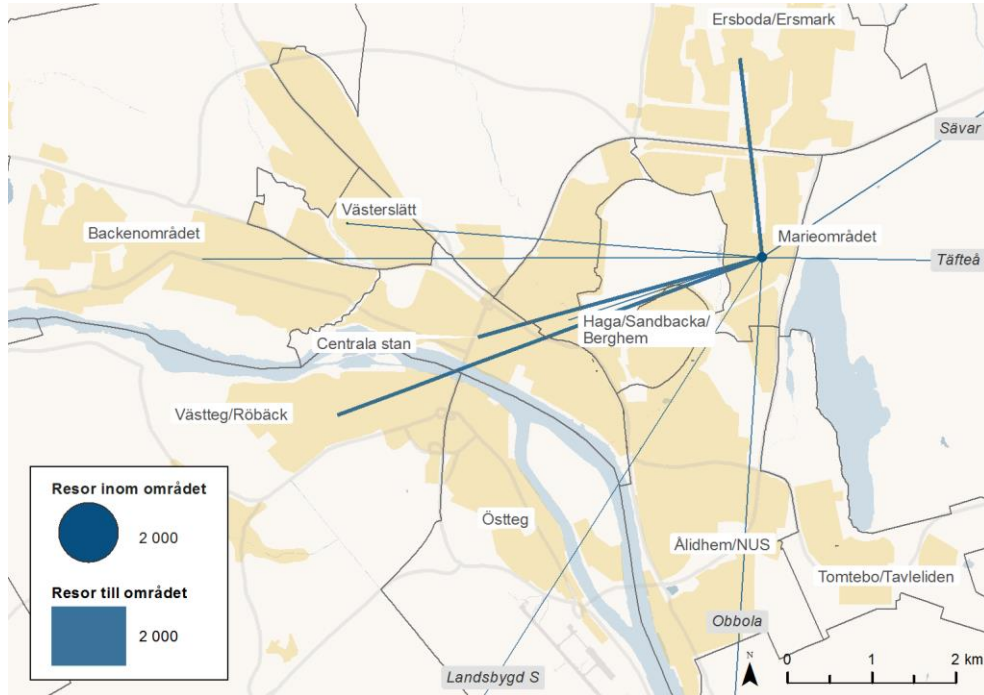 Ersboda/Ersmark
Sävar
Västerslätt
Backenområdet
Marieområdet
Täfteå
Haga/Sandbacka/
Berghem
Centrala stan
Västteg/Röbäck
Resor inom området
2 000
Östteg
Ålidhem/NUS
Tomtebo/Tavleliden
Resor till området
2 000
Obbola
N
0 1 2 km
Landsbygd S